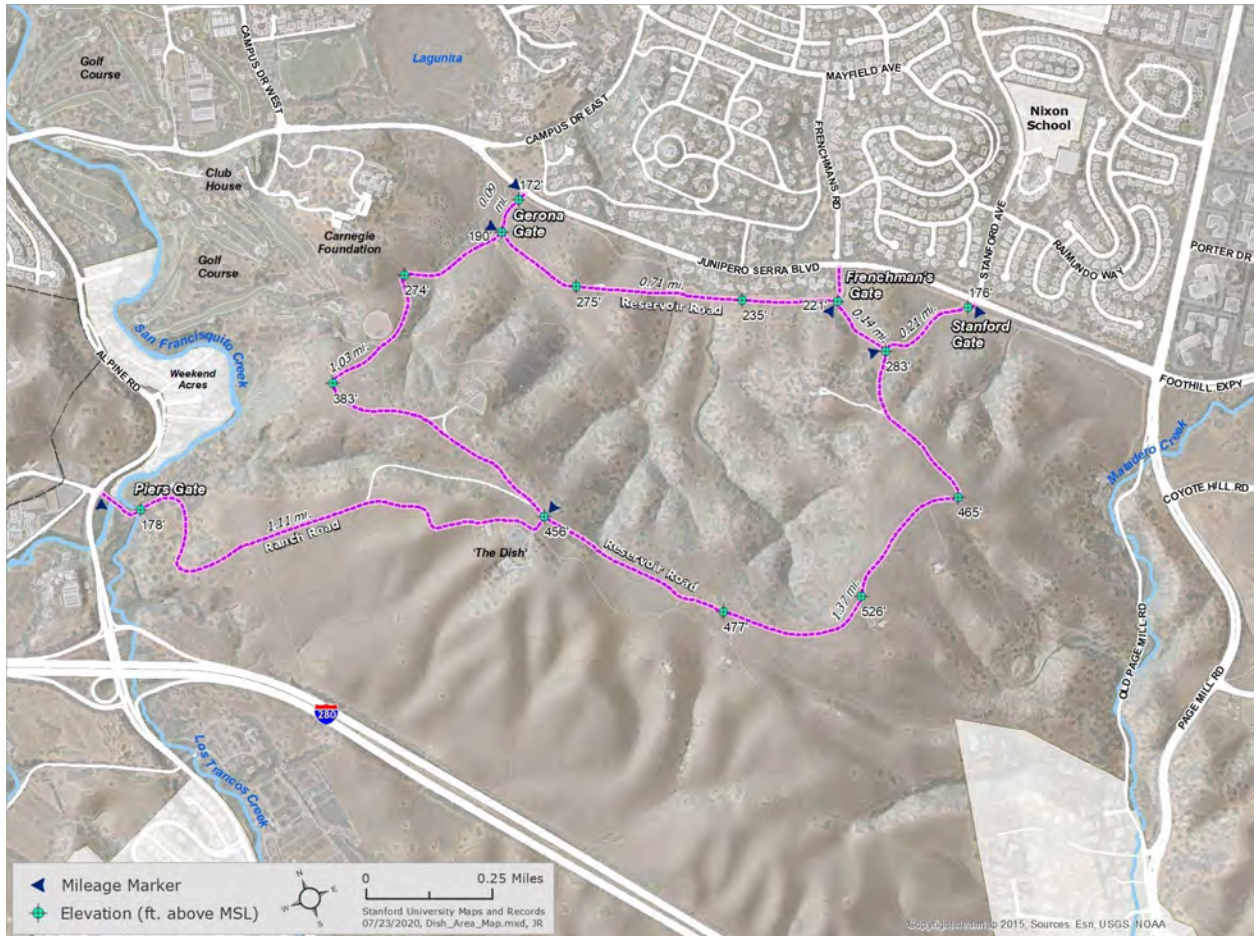 Golf
Course
CAMPUS DR WEST
Lagunita
CAMPUS DR EAST
MAYFIELD AVE
FRENCHMANS RD
Nixon
School
STANFORD AVE
RAIMUNDO WAY
PORTER DR
Club
House
Carnegie
Foundation
Golf
Course
172'
0.09
mi.
Gerona
Gate
190'
274'
JUNIPERO SERRA BLVD
0.71 mi.
Reservoir Road
275'
235'
Frenchman's
Gate
221'
0.14 mi.
0.21 mi.
176'
Stanford
Gate
283'
FOOTHILL EXPY
San Francisquito Creek
Weekend
Acres
ALPINE RD
1.03 mi.
383'
Matadero Creek
COYOTE HILL RD
Piers Gate
178'
1.11 mi.
Ranch Road
456'
'The Dish'
Reservoir Road
465'
477'
1.37 mi.
526'
OLD PAGE MILL RD
PAGE MILL RD
280
Los Trancos Creek
Mileage Marker
Elevation (ft. above MSL)
N
E
W
S
0
0.25 Miles
Stanford University Maps and Records
07/23/2020, Dish_Area_Map.mxd, JR
2015, Sources: Esri, USGS, NOAA